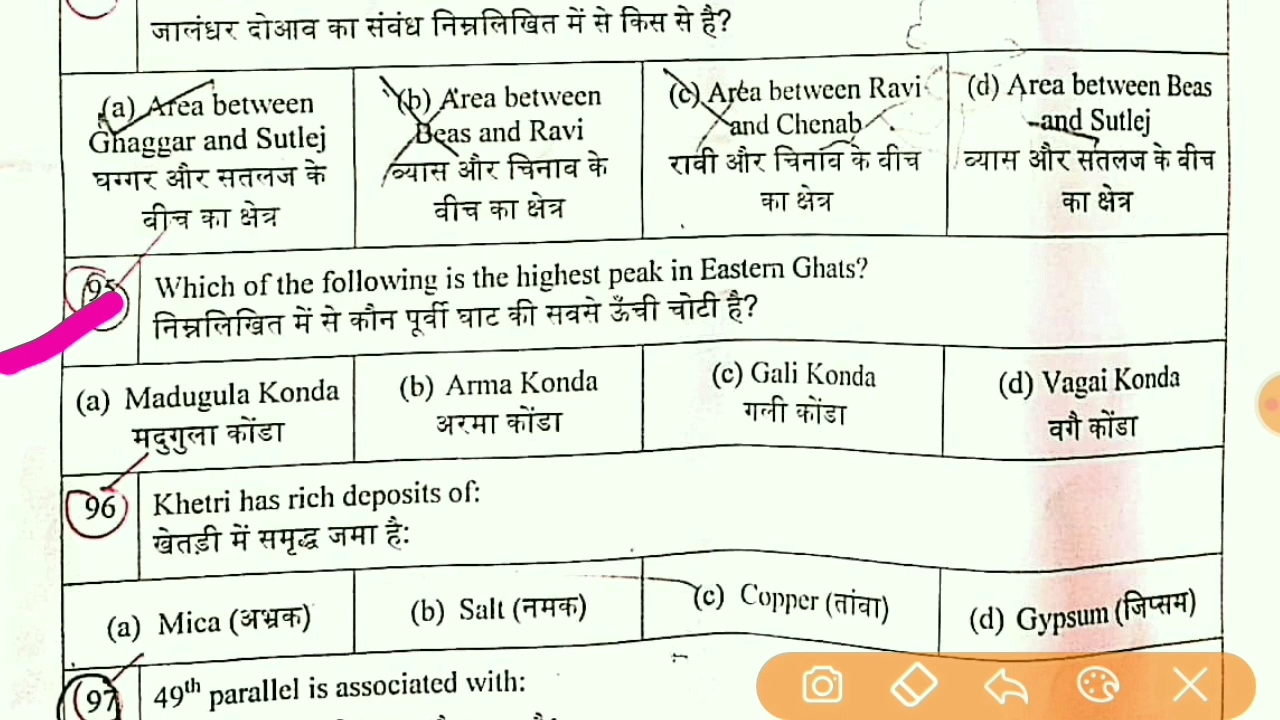 जालंधर दोआव का संबंध निम्नलिखित में से किस से है?
(a) Area between
Ghaggar and Sutlej
घग्गर और सतलज के
वीच का क्षेत्र
(b) Area between
Beas and Ravi
व्यास और चिनाव के
वीच का क्षेत्र
(c) Area between Ravi
and Chenab
रावी और चिनाव के वीच
का क्षेत्र
(d) Area between Beas
and Sutlej
व्यास और सतलज के वीच
का क्षेत्र
95
Which of the following is the highest peak in Eastern Ghats?
निम्नलिखित में से कौन पूर्वी घाट की सबसे ऊँची चोटी है?
(a) Madugula Konda
मदुगुला कोंडा
(b) Arma Konda
अरमा कोंडा
(c) Gali Konda
गली कोंडा
(d) Vagai Konda
वगै कोंडा
96
Khetri has rich deposits of:
खेतड़ी में समृद्ध जमा है:
(a) Mica (अभ्रक)
(b) Salt (नमक)
(c) Copper (तांवा)
(d) Gypsum (जिप्सम)
97
49th parallel is associated with: